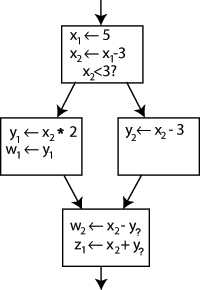 x₁ ← 5
x₂ ← x₁-3
x₂<3?
y₁ ← x₂ * 2
w₁ ← y₁
y₂ ← x₂ - 3
w₂ ← x₂ - y?
z₁ ← x₂ + y?